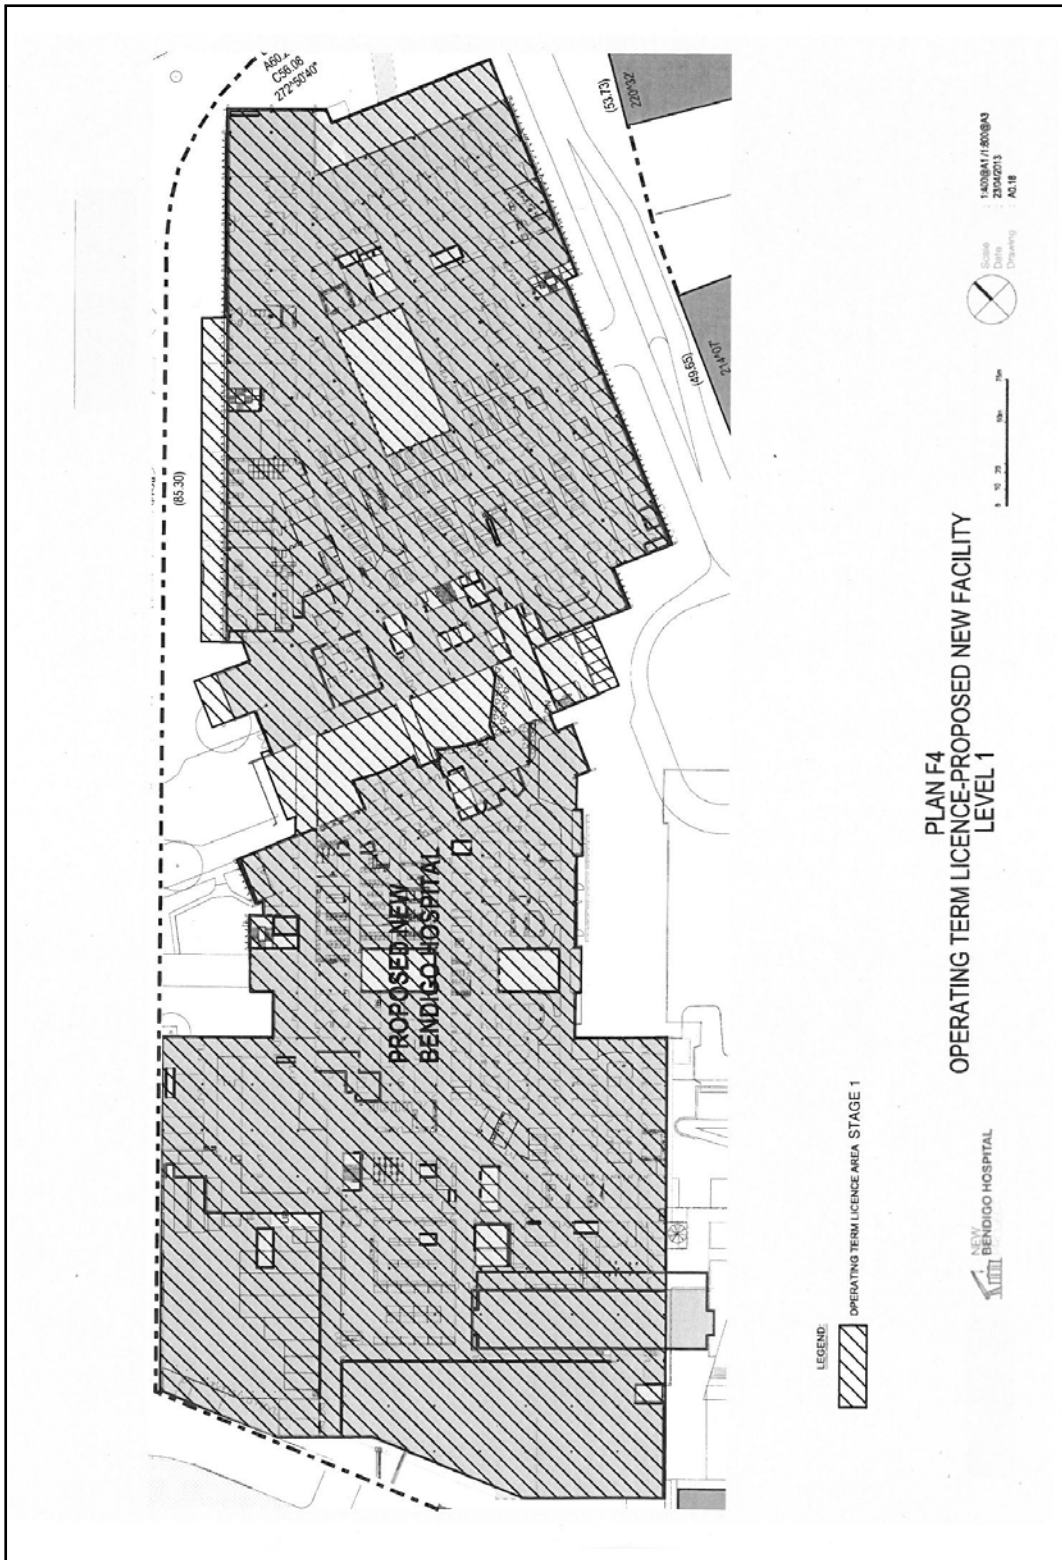 C56.08
272°50'40"
(85.30)
(53.73)
220°32'
(49.65)
214°07'
PROPOSED NEW
BENDIGO HOSPITAL
LEGEND:
OPERATING TERM LICENCE AREA STAGE 1
PLAN F4
OPERATING TERM LICENCE-PROPOSED NEW FACILITY
LEVEL 1
NEW
BENDIGO HOSPITAL
Scale : 1:400@A1 / 1:800@A3
Date : 23/04/2013
Drawing : A0.18